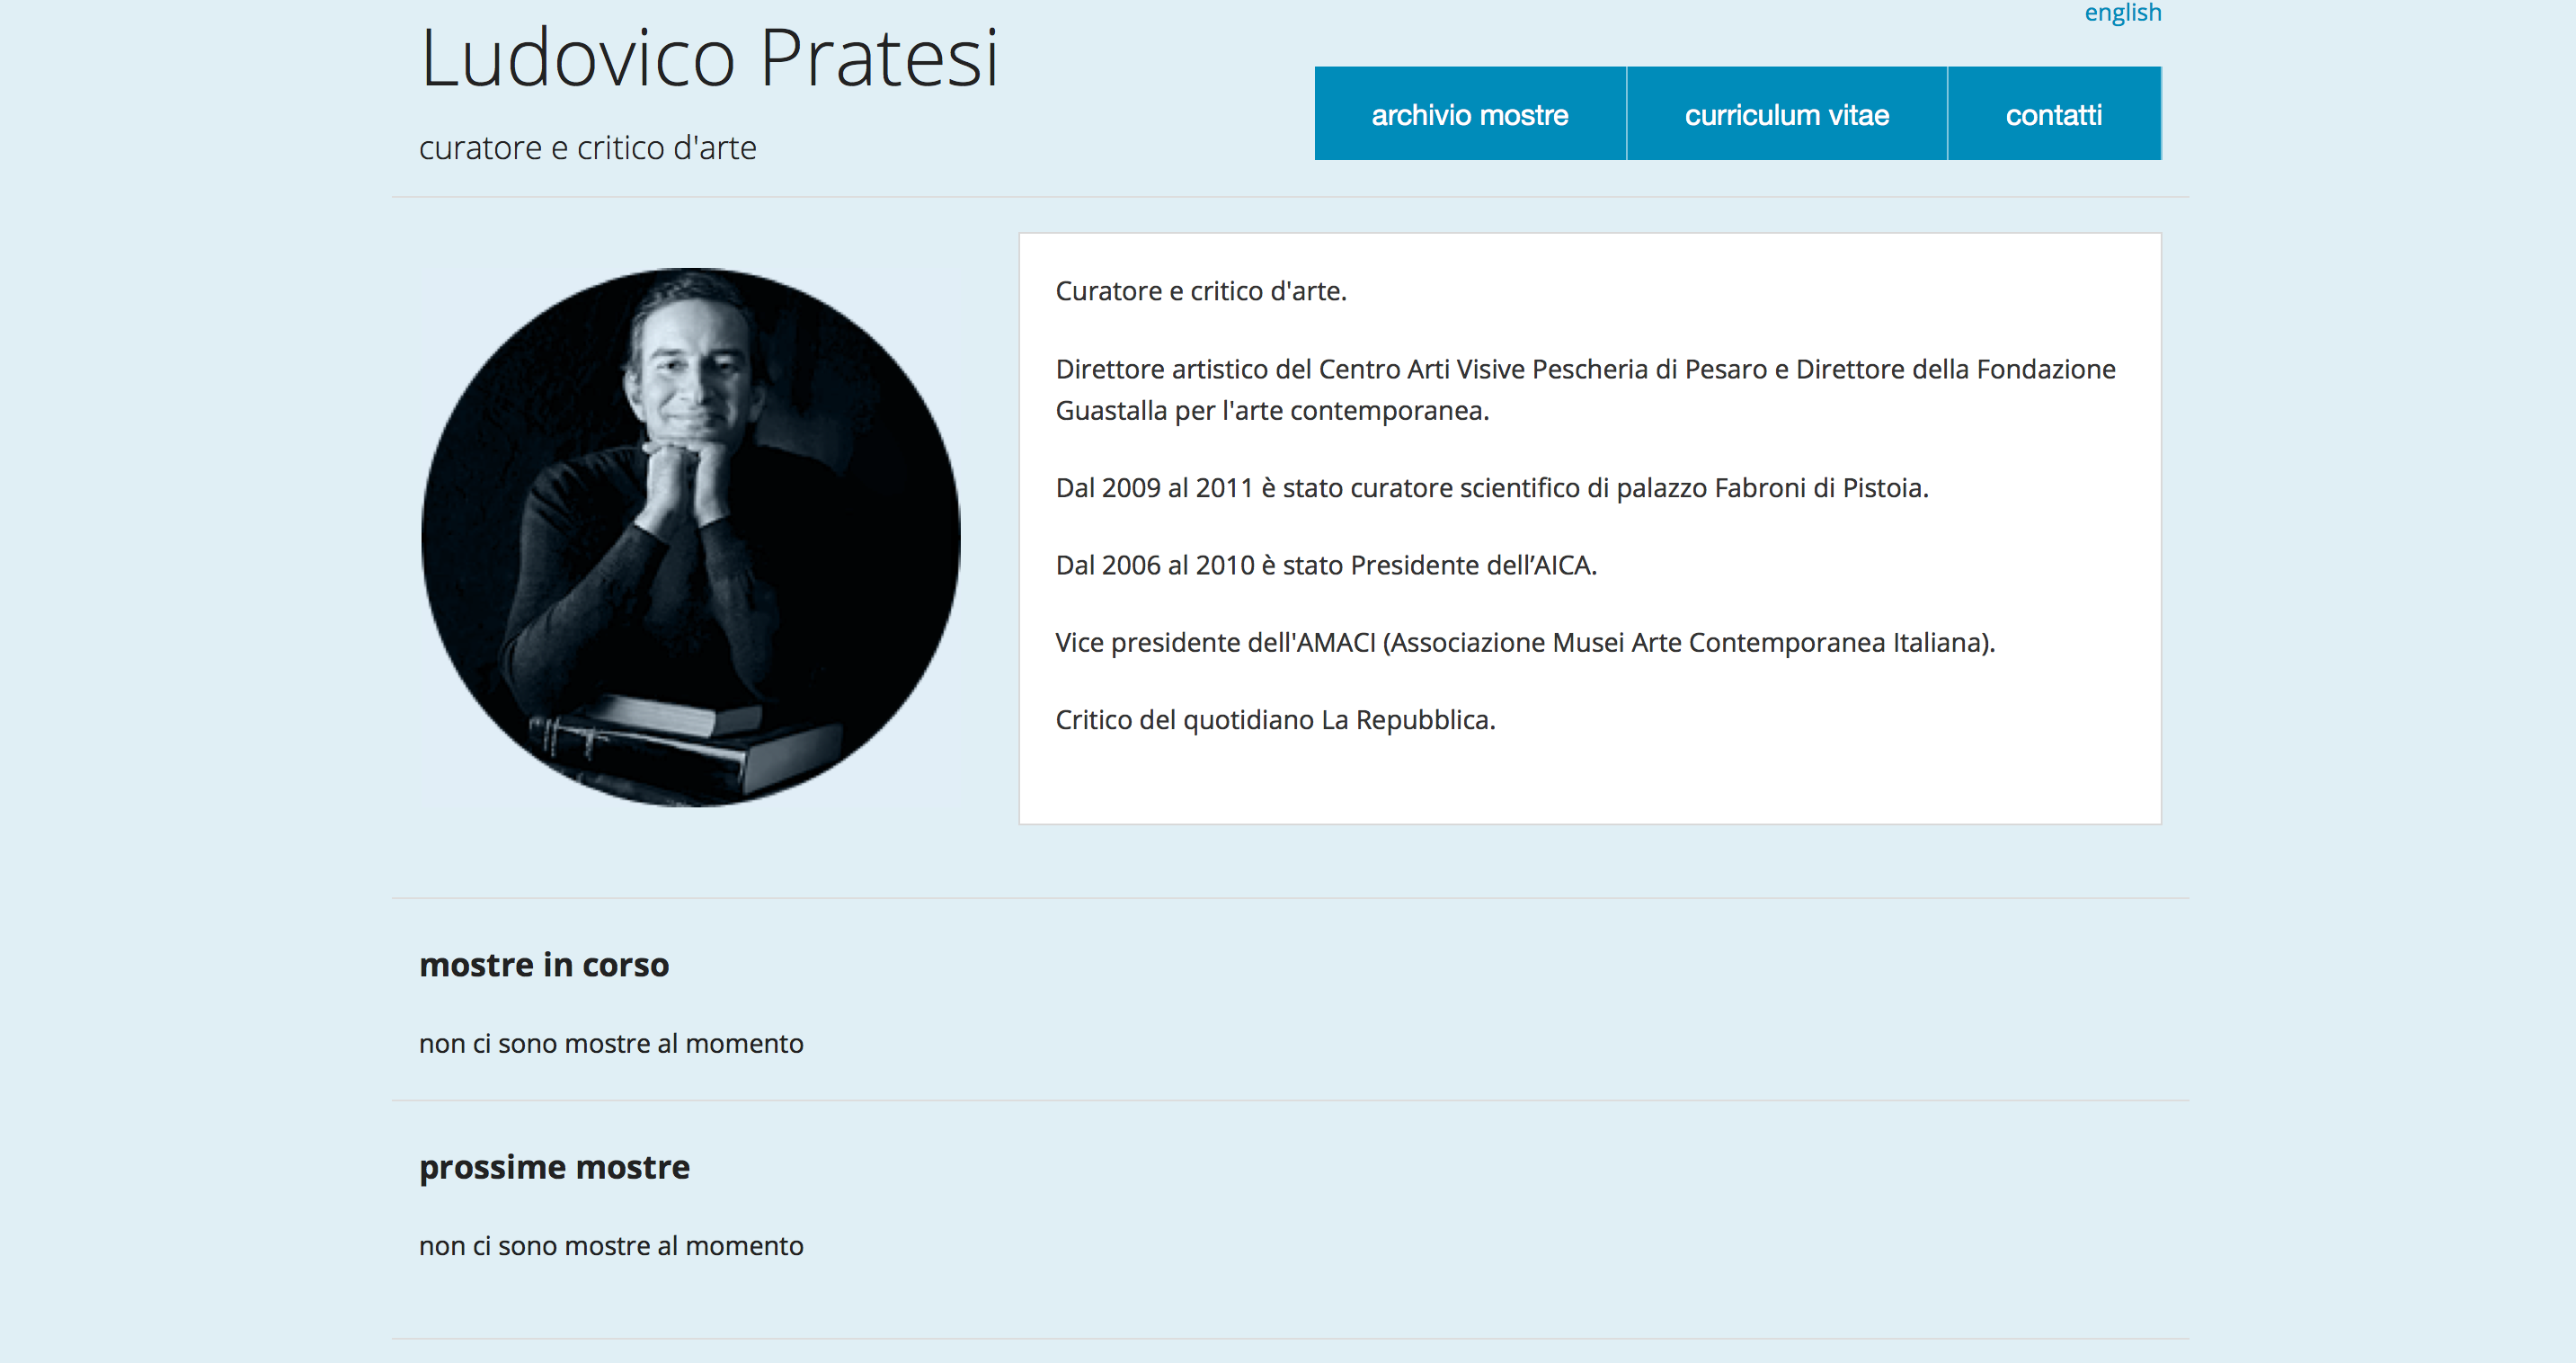 english
Ludovico Pratesi
curatore e critico d'arte
archivio mostre
curriculum vitae
contatti
Curatore e critico d'arte.
Direttore artistico del Centro Arti Visive Pescheria di Pesaro e Direttore della Fondazione
Guastalla per l'arte contemporanea.
Dal 2009 al 2011 è stato curatore scientifico di palazzo Fabroni di Pistoia.
Dal 2006 al 2010 è stato Presidente dell’AICA.
Vice presidente dell'AMACI (Associazione Musei Arte Contemporanea Italiana).
Critico del quotidiano La Repubblica.
mostre in corso
non ci sono mostre al momento
prossime mostre
non ci sono mostre al momento